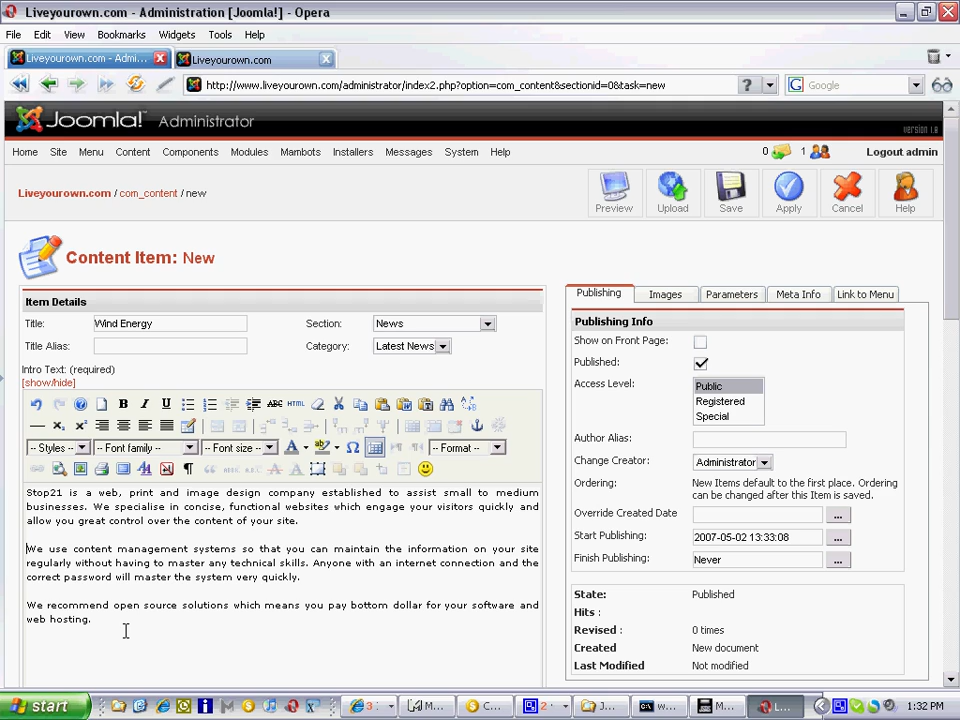 Liveyourown.com - Administration [Joomla!] - Opera
File Edit View Bookmarks Widgets Tools Help
Liveyourown.com - Admi... Liveyourown.com
http://www.liveyourown.com/administrator/index2.php?option=com_content&sectionid=0&task=new ? Google
Joomla! Administrator
version 1.0
Home Site Menu Content Components Modules Mambots Installers Messages System Help 0 1 Logout admin
Liveyourown.com / com_content / new
Preview Upload Save Apply Cancel Help
Content Item: New
Item Details
Title: Wind Energy Section: News
Title Alias: Category: Latest News
Intro Text: (required)
[show/hide]
B I U ABC HTML
-- Styles -- -- Font family -- -- Font size -- A ab Ω -- Format --
Stop21 is a web, print and image design company established to assist small to medium
businesses. We specialise in concise, functional websites which engage your visitors quickly and
allow you great control over the content of your site.
We use content management systems so that you can maintain the information on your site
regularly without having to master any technical skills. Anyone with an internet connection and the
correct password will master the system very quickly.
We recommend open source solutions which means you pay bottom dollar for your software and
web hosting.
Publishing Images Parameters Meta Info Link to Menu
Publishing Info
Show on Front Page:
Published:
Access Level: Public
Registered
Special
Author Alias:
Change Creator: Administrator
Ordering: New Items default to the first place. Ordering
can be changed after this Item is saved.
Override Created Date ...
Start Publishing: 2007-05-02 13:33:08 ...
Finish Publishing: Never ...
State: Published
Hits :
Revised : 0 times
Created New document
Last Modified Not modified
start 3 M... C... 2 J... w... M... L... 1:32 PM